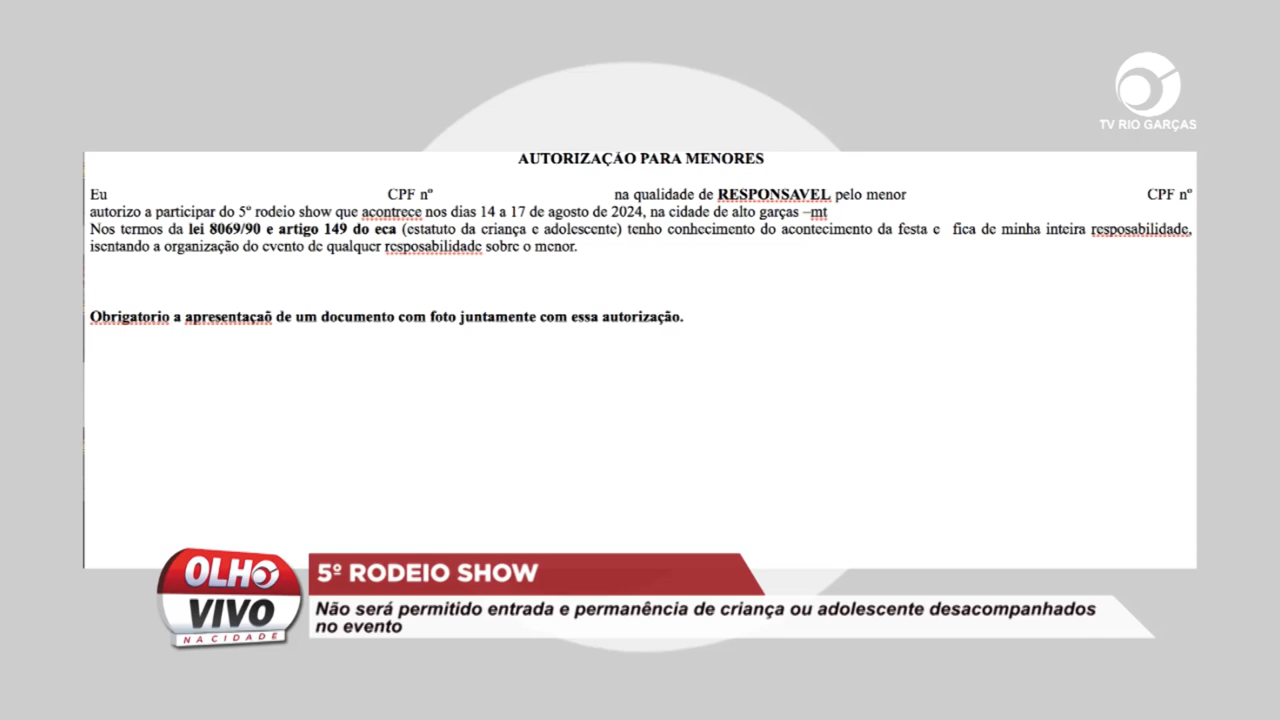 TV RIO GARÇAS
AUTORIZAÇÃO PARA MENORES
Eu CPF nº na qualidade de RESPONSAVEL pelo menor CPF nº
autorizo a participar do 5º rodeio show que acontece nos dias 14 a 17 de agosto de 2024, na cidade de alto garças –mt
Nos termos da lei 8069/90 e artigo 149 do eca (estatuto da criança e adolescente) tenho conhecimento do acontecimento da festa e fica de minha inteira resposabilidade,
isentando a organização do evento de qualquer resposabilidade sobre o menor.
Obrigatorio a apresentaçaõ de um documento com foto juntamente com essa autorização.
OLHO
VIVO
NA CIDADE
5º RODEIO SHOW
Não será permitido entrada e permanência de criança ou adolescente desacompanhados
no evento